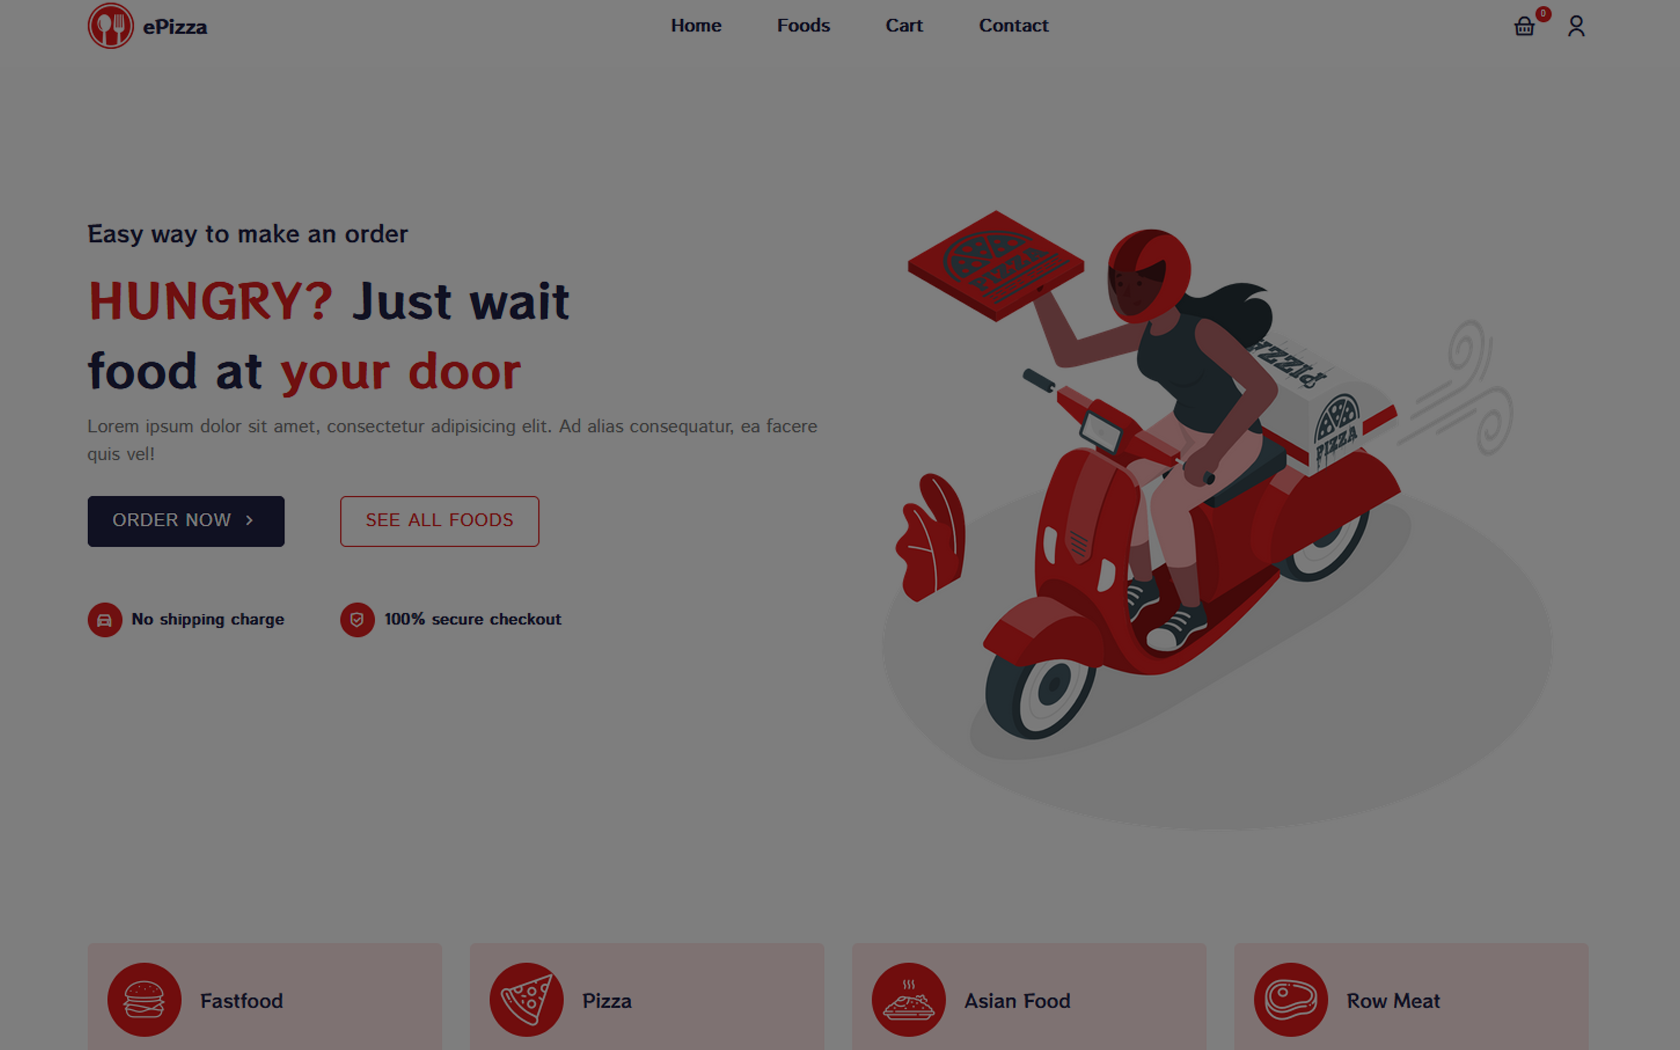 ePizza
Home
Foods
Cart
Contact
0
Easy way to make an order
HUNGRY? Just wait
food at your door
Lorem ipsum dolor sit amet, consectetur adipisicing elit. Ad alias consequatur, ea facere
quis vel!
ORDER NOW
SEE ALL FOODS
No shipping charge
100% secure checkout
PIZZA
PIZZA
PIZZA
Fastfood
Pizza
Asian Food
Row Meat